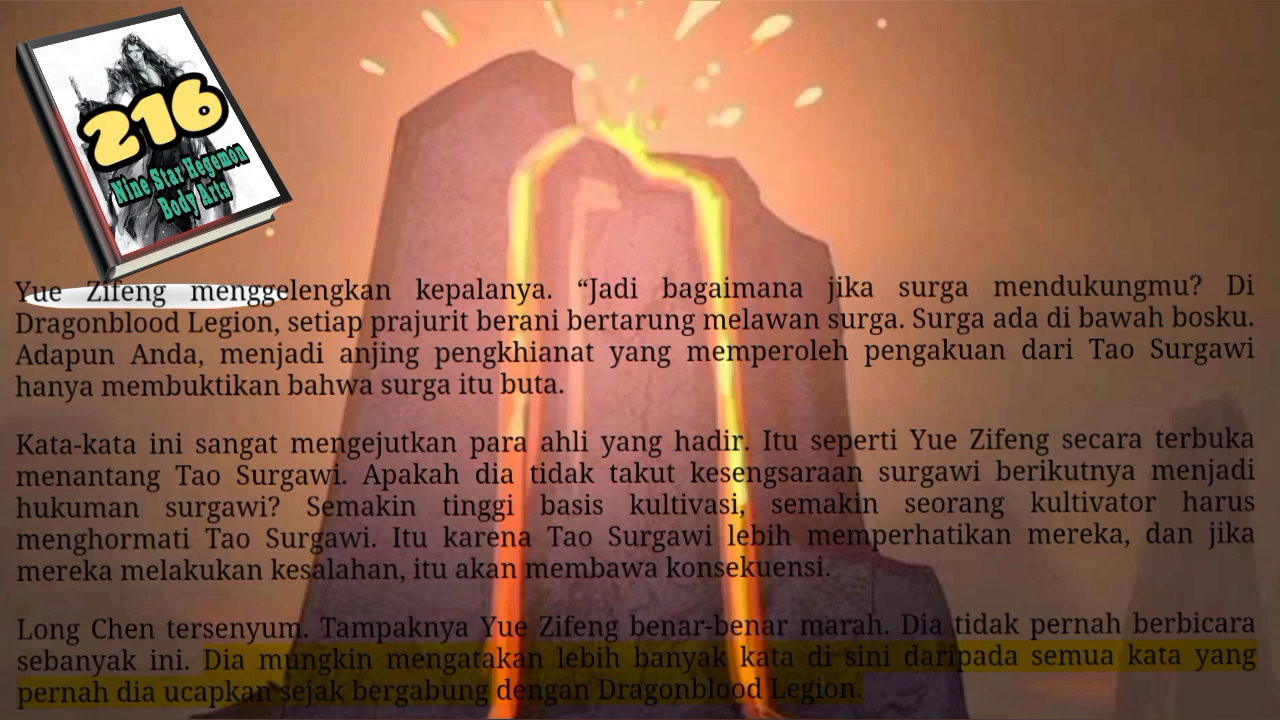 216
Nine Star Hegemon
Body Arts
Yue Zifeng menggelengkan kepalanya. “Jadi bagaimana jika surga mendukungmu? Di
Dragonblood Legion, setiap prajurit berani bertarung melawan surga. Surga ada di bawah bosku.
Adapun Anda, menjadi anjing pengkhianat yang memperoleh pengakuan dari Tao Surgawi
hanya membuktikan bahwa surga itu buta.
Kata-kata ini sangat mengejutkan para ahli yang hadir. Itu seperti Yue Zifeng secara terbuka
menantang Tao Surgawi. Apakah dia tidak takut kesengsaraan surgawi berikutnya menjadi
hukuman surgawi? Semakin tinggi basis kultivasi, semakin seorang kultivator harus
menghormati Tao Surgawi. Itu karena Tao Surgawi lebih memperhatikan mereka, dan jika
mereka melakukan kesalahan, itu akan membawa konsekuensi.
Long Chen tersenyum. Tampaknya Yue Zifeng benar-benar marah. Dia tidak pernah berbicara
sebanyak ini. Dia mungkin mengatakan lebih banyak kata di sini daripada semua kata yang
pernah dia ucapkan sejak bergabung dengan Dragonblood Legion.